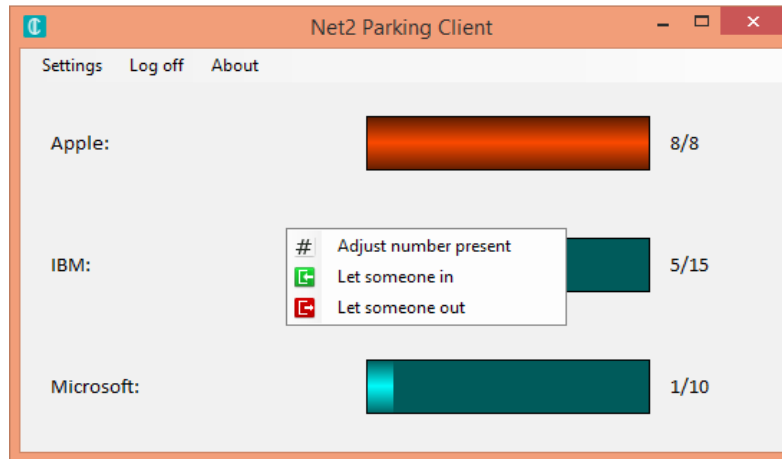 Net2 Parking Client
Settings Log off About
Apple: 8/8
# Adjust number present
IBM: 5/15
Let someone in
Let someone out
Microsoft: 1/10